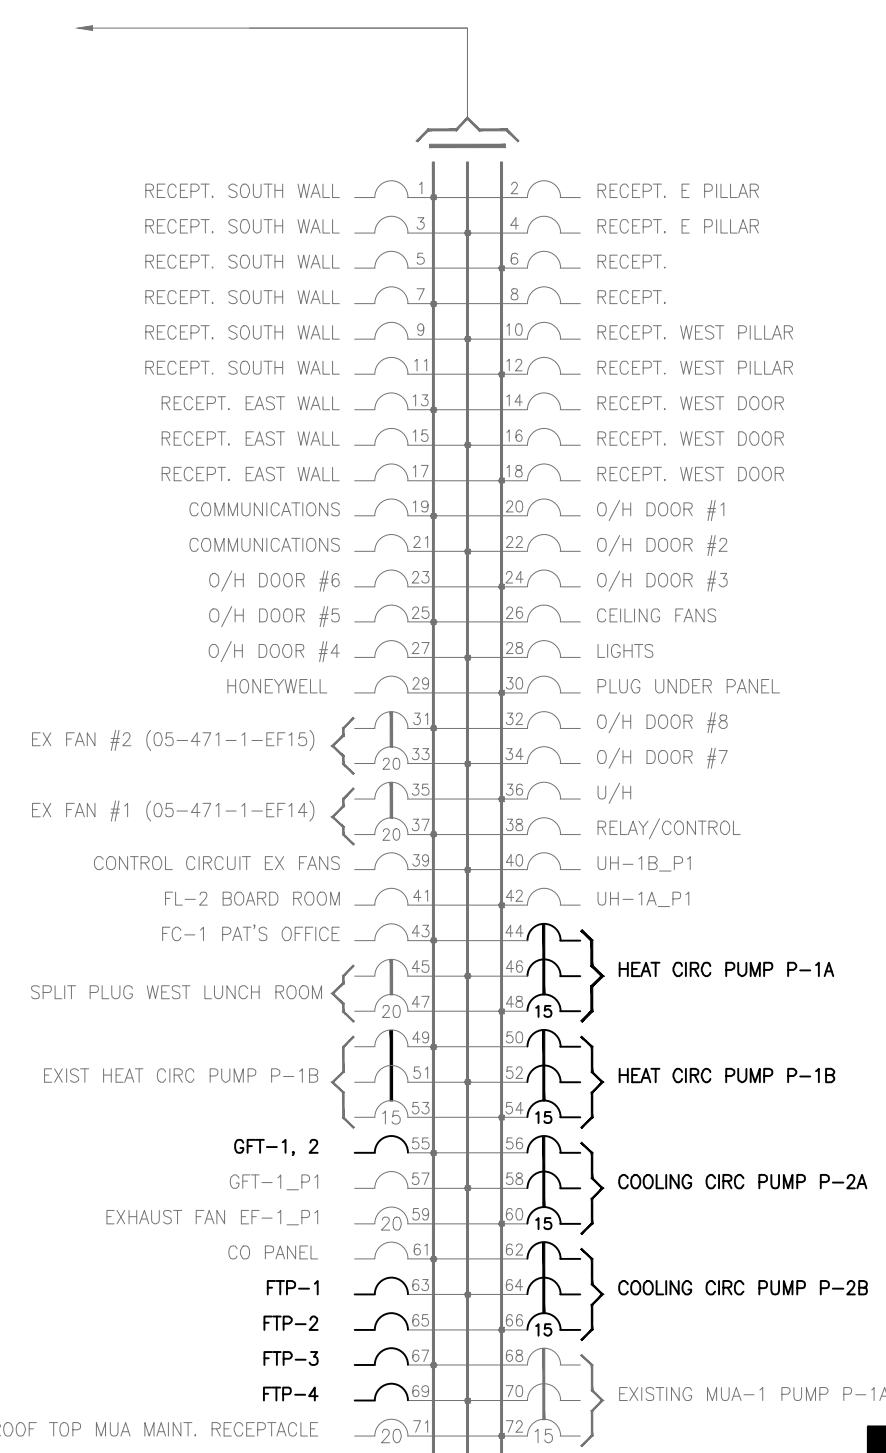 RECEPT. SOUTH WALL 1 2 RECEPT. E PILLAR
RECEPT. SOUTH WALL 3 4 RECEPT. E PILLAR
RECEPT. SOUTH WALL 5 6 RECEPT.
RECEPT. SOUTH WALL 7 8 RECEPT.
RECEPT. SOUTH WALL 9 10 RECEPT. WEST PILLAR
RECEPT. SOUTH WALL 11 12 RECEPT. WEST PILLAR
RECEPT. EAST WALL 13 14 RECEPT. WEST DOOR
RECEPT. EAST WALL 15 16 RECEPT. WEST DOOR
RECEPT. EAST WALL 17 18 RECEPT. WEST DOOR
COMMUNICATIONS 19 20 O/H DOOR #1
COMMUNICATIONS 21 22 O/H DOOR #2
O/H DOOR #6 23 24 O/H DOOR #3
O/H DOOR #5 25 26 CEILING FANS
O/H DOOR #4 27 28 LIGHTS
HONEYWELL 29 30 PLUG UNDER PANEL
31 32 O/H DOOR #8
EX FAN #2 (05-471-1-EF15)
20 33 34 O/H DOOR #7
35 36 U/H
EX FAN #1 (05-471-1-EF14)
20 37 38 RELAY/CONTROL
CONTROL CIRCUIT EX FANS 39 40 UH-1B_P1
FL-2 BOARD ROOM 41 42 UH-1A_P1
FC-1 PAT'S OFFICE 43 44
45 46 HEAT CIRC PUMP P-1A
SPLIT PLUG WEST LUNCH ROOM
20 47 48 15
49 50
EXIST HEAT CIRC PUMP P-1B 51 52 HEAT CIRC PUMP P-1B
15 53 54 15
GFT-1, 2 55 56
GFT-1_P1 57 58 COOLING CIRC PUMP P-2A
EXHAUST FAN EF-1_P1 20 59 60 15
CO PANEL 61 62
FTP-1 63 64 COOLING CIRC PUMP P-2B
FTP-2 65 66 15
FTP-3 67 68
FTP-4 69 70 EXISTING MUA-1 PUMP P-1A
ROOF TOP MUA MAINT. RECEPTACLE 20 71 72 15